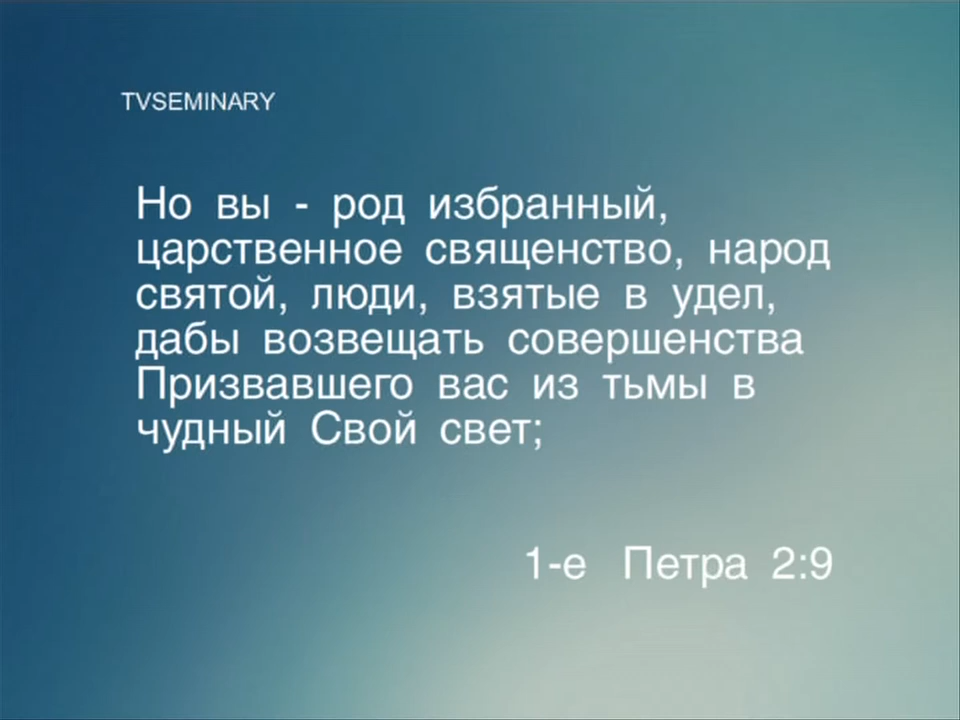 TVSEMINARY
Но вы - род избранный,
царственное священство, народ
святой, люди, взятые в удел,
дабы возвещать совершенства
Призвавшего вас из тьмы в
чудный Свой свет;
1-е Петра 2:9